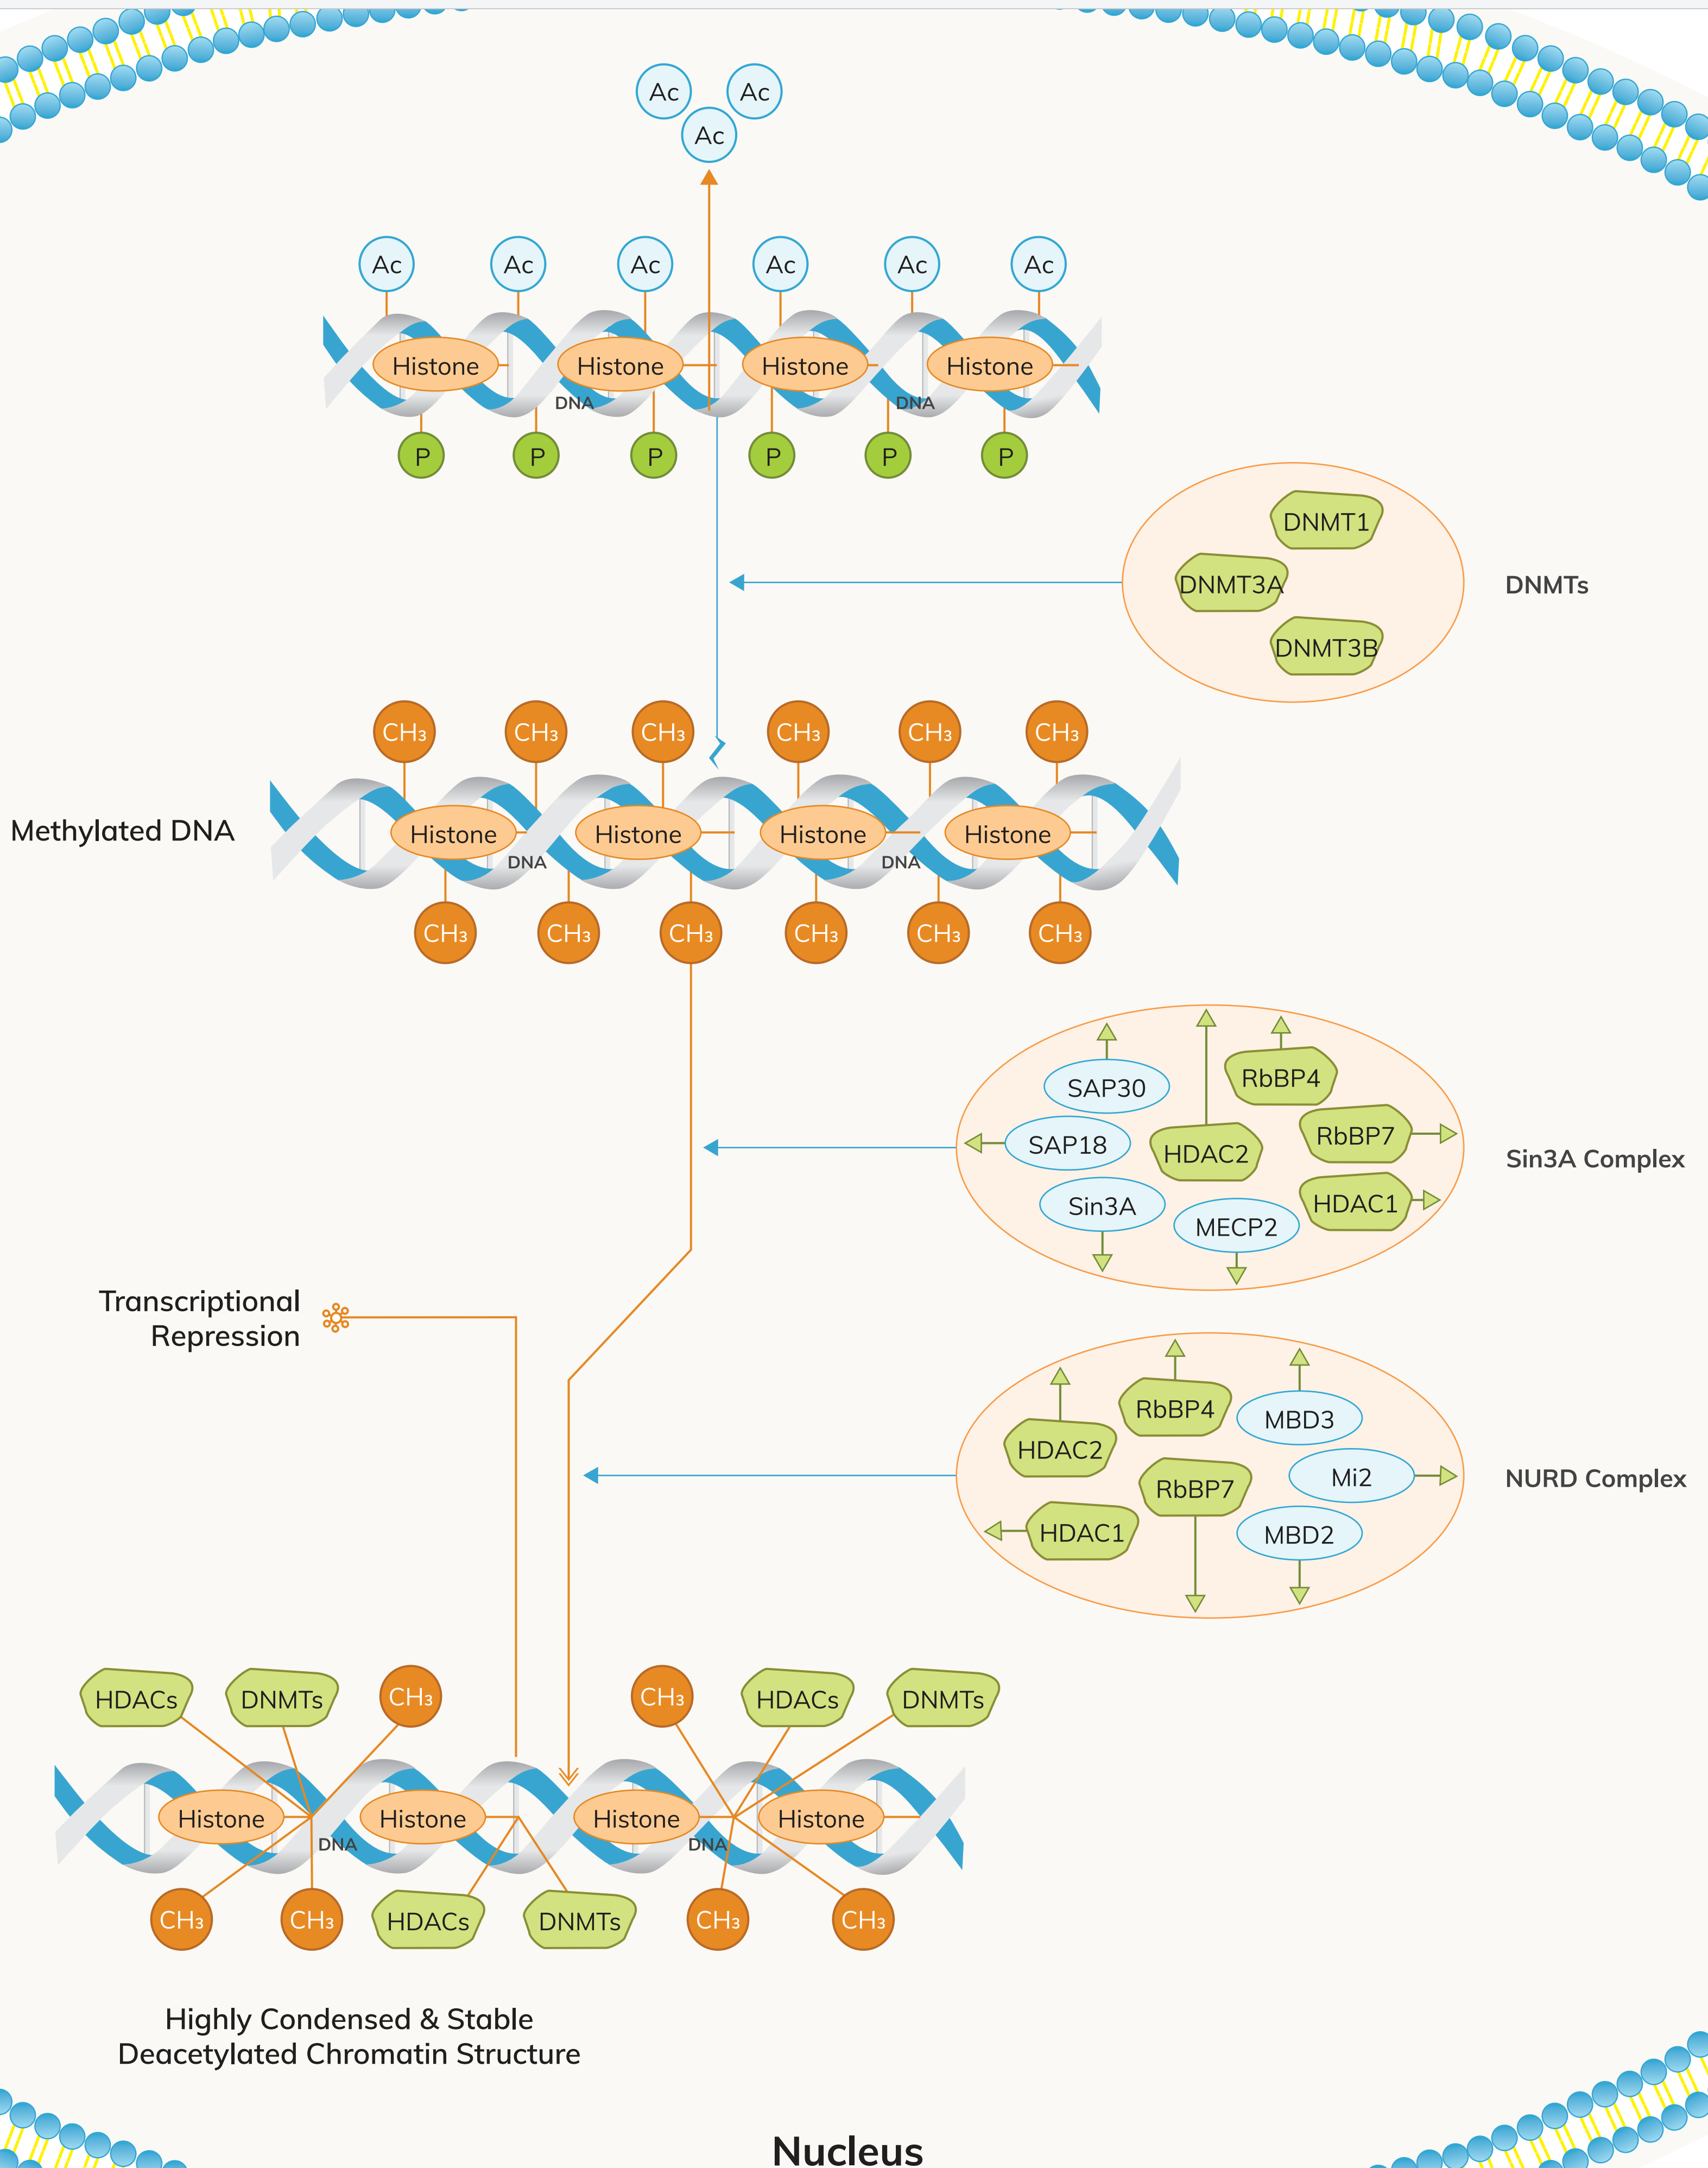 Ac
Ac
Ac
Ac
Ac
Ac
Ac
Ac
Ac
Histone
Histone
Histone
Histone
DNA
DNA
P
P
P
P
P
P
DNMT1
DNMT3A
DNMT3B
DNMTs
CH₃
CH₃
CH₃
CH₃
CH₃
CH₃
Methylated DNA
Histone
Histone
Histone
Histone
DNA
DNA
CH₃
CH₃
CH₃
CH₃
CH₃
CH₃
SAP30
RbBP4
SAP18
HDAC2
RbBP7
Sin3A
MECP2
HDAC1
Sin3A Complex
Transcriptional
Repression
RbBP4
MBD3
HDAC2
Mi2
RbBP7
HDAC1
MBD2
NURD Complex
HDACs
DNMTs
CH₃
CH₃
HDACs
DNMTs
Histone
Histone
Histone
Histone
DNA
DNA
CH₃
CH₃
HDACs
DNMTs
CH₃
CH₃
Highly Condensed & Stable
Deacetylated Chromatin Structure
Nucleus